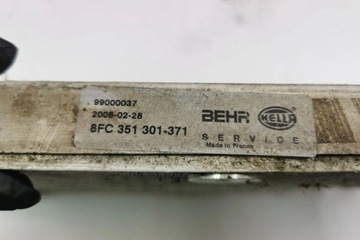 99000037
2008-02-28
8FC 351 301-371
BEHR HELLA
SERVICE
Made in France